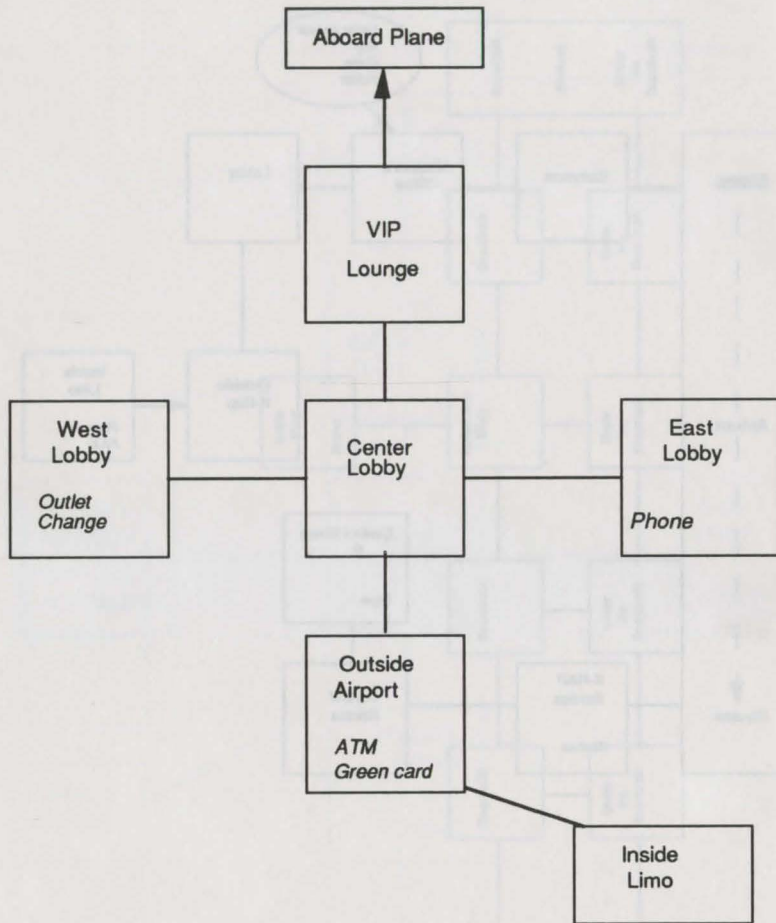 Aboard Plane
VIP
Lounge
West
Lobby
Outlet
Change
Center
Lobby
East
Lobby
Phone
Outside
Airport
ATM
Green card
Inside
Limo